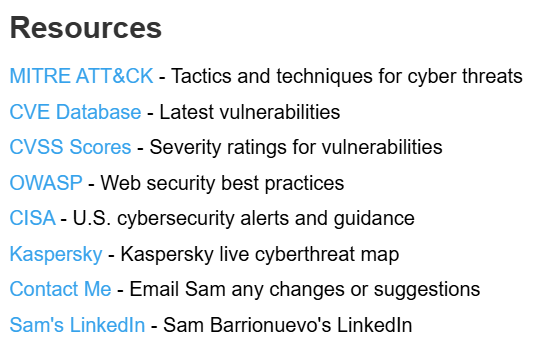 Resources
MITRE ATT&CK - Tactics and techniques for cyber threats
CVE Database - Latest vulnerabilities
CVSS Scores - Severity ratings for vulnerabilities
OWASP - Web security best practices
CISA - U.S. cybersecurity alerts and guidance
Kaspersky - Kaspersky live cyberthreat map
Contact Me - Email Sam any changes or suggestions
Sam's LinkedIn - Sam Barrionuevo's LinkedIn